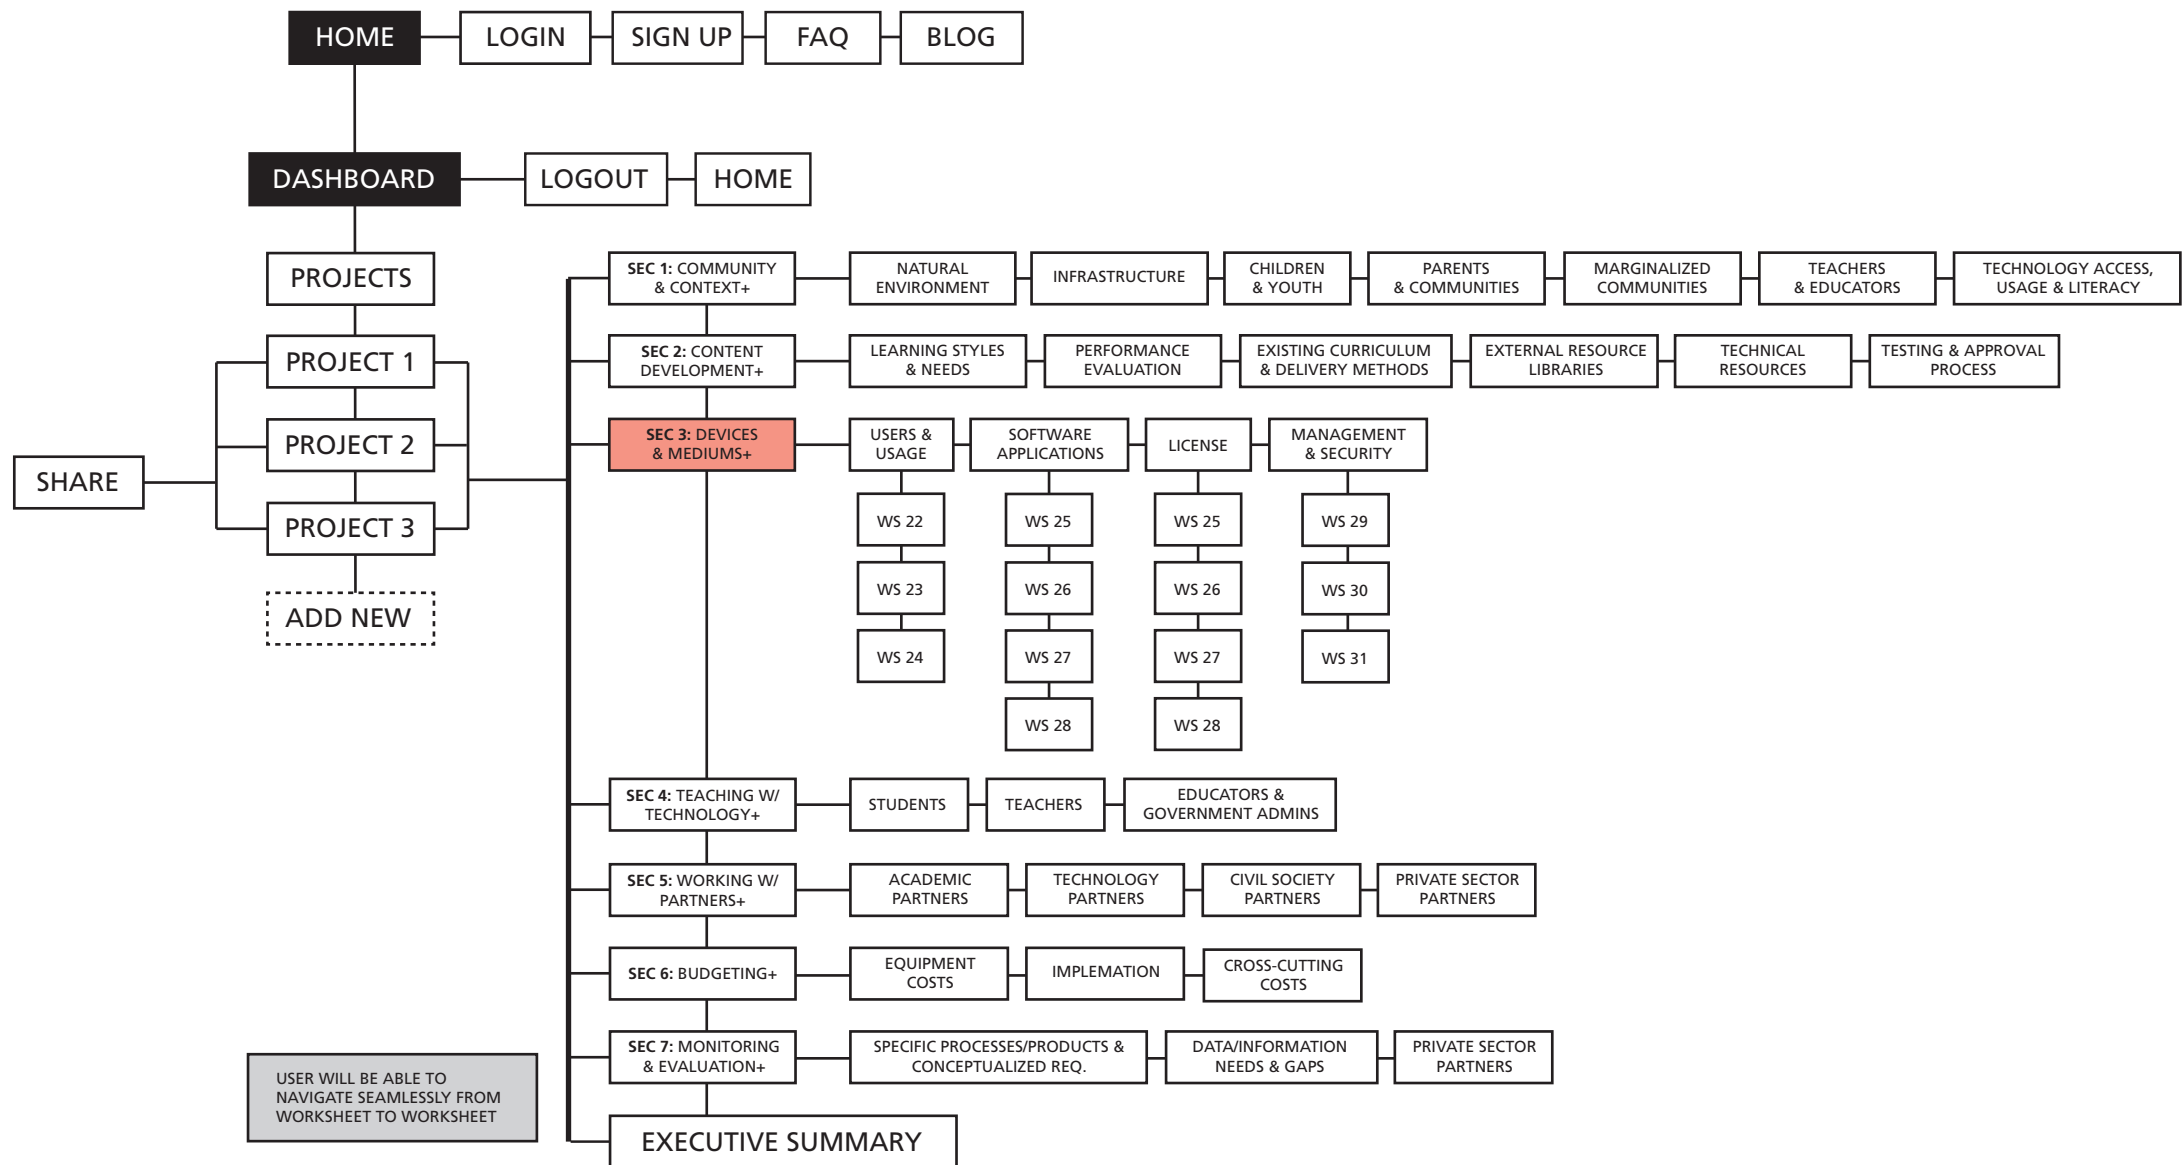 HOME
LOGIN
SIGN UP
FAQ
BLOG
DASHBOARD
LOGOUT
HOME
PROJECTS
PROJECT 1
PROJECT 2
PROJECT 3
ADD NEW
SHARE
SEC 1: COMMUNITY
& CONTEXT+
NATURAL
ENVIRONMENT
INFRASTRUCTURE
CHILDREN
& YOUTH
PARENTS
& COMMUNITIES
MARGINALIZED
COMMUNITIES
TEACHERS
& EDUCATORS
TECHNOLOGY ACCESS,
USAGE & LITERACY
SEC 2: CONTENT
DEVELOPMENT+
LEARNING STYLES
& NEEDS
PERFORMANCE
EVALUATION
EXISTING CURRICULUM
& DELIVERY METHODS
EXTERNAL RESOURCE
LIBRARIES
TECHNICAL
RESOURCES
TESTING & APPROVAL
PROCESS
SEC 3: DEVICES
& MEDIUMS+
USERS &
USAGE
WS 22
WS 23
WS 24
SOFTWARE
APPLICATIONS
WS 25
WS 26
WS 27
WS 28
LICENSE
WS 25
WS 26
WS 27
WS 28
MANAGEMENT
& SECURITY
WS 29
WS 30
WS 31
SEC 4: TEACHING W/
TECHNOLOGY+
STUDENTS
TEACHERS
EDUCATORS &
GOVERNMENT ADMINS
SEC 5: WORKING W/
PARTNERS+
ACADEMIC
PARTNERS
TECHNOLOGY
PARTNERS
CIVIL SOCIETY
PARTNERS
PRIVATE SECTOR
PARTNERS
SEC 6: BUDGETING+
EQUIPMENT
COSTS
IMPLEMATION
CROSS-CUTTING
COSTS
SEC 7: MONITORING
& EVALUATION+
SPECIFIC PROCESSES/PRODUCTS &
CONCEPTUALIZED REQ.
DATA/INFORMATION
NEEDS & GAPS
PRIVATE SECTOR
PARTNERS
EXECUTIVE SUMMARY
USER WILL BE ABLE TO
NAVIGATE SEAMLESSLY FROM
WORKSHEET TO WORKSHEET